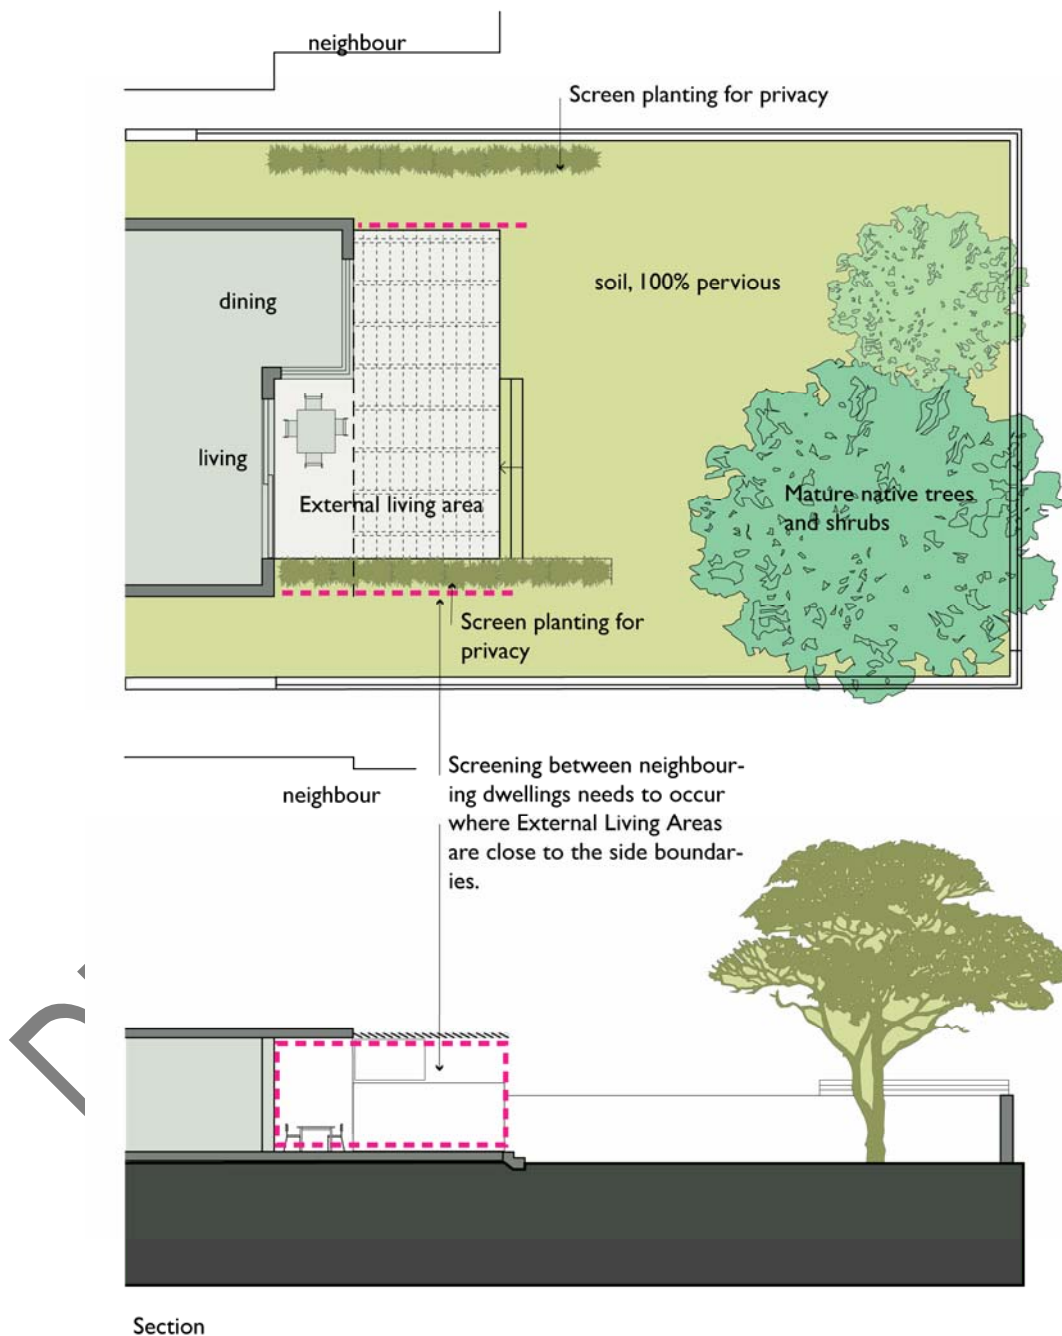 neighbour
Screen planting for privacy
soil, 100% pervious
dining
living
External living area
Mature native trees
and shrubs
Screen planting for
privacy
neighbour
Screening between neighbour-
ing dwellings needs to occur
where External Living Areas
are close to the side boundar-
ies.
Section